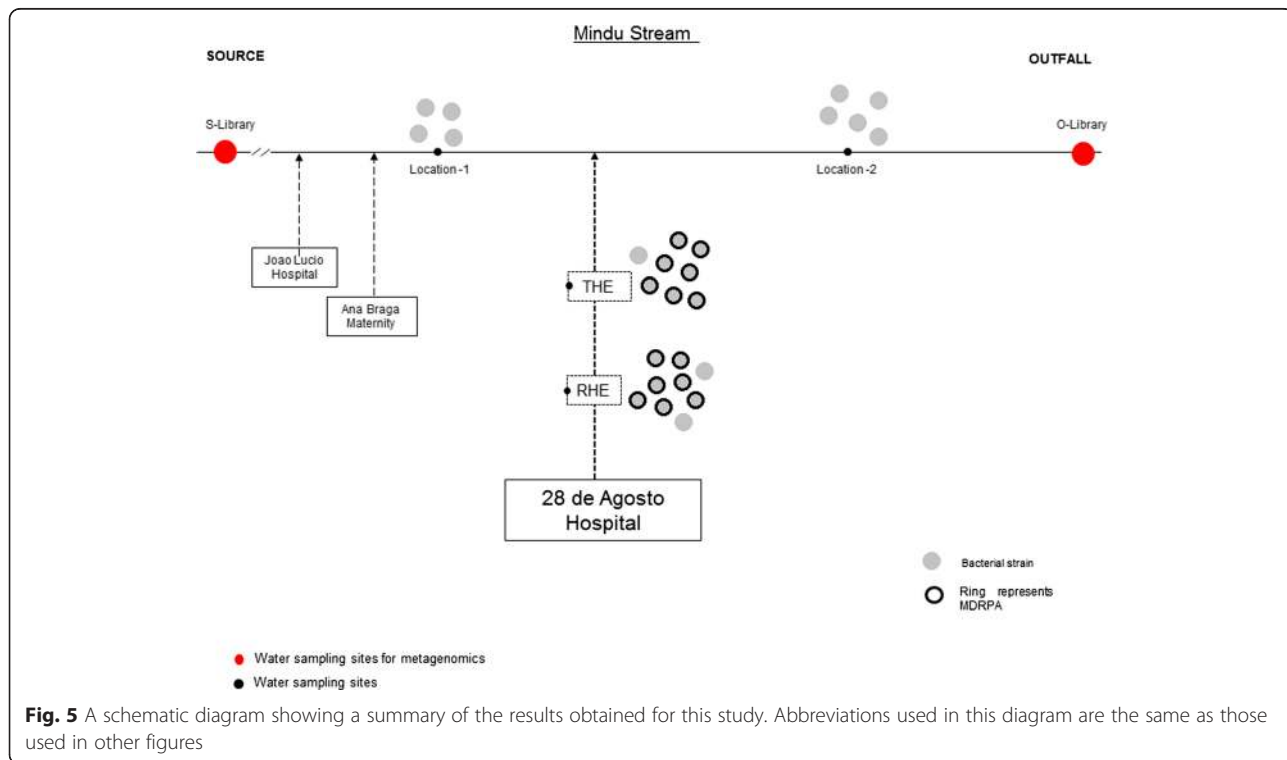 Mindu Stream
SOURCE
OUTFALL
S-Library
O-Library
Location-1
Location-2
Joao Lucio
Hospital
Ana Braga
Maternity
THE
RHE
28 de Agosto
Hospital
Bacterial strain
Ring represents
MDRPA
Water sampling sites for metagenomics
Water sampling sites
Fig. 5 A schematic diagram showing a summary of the results obtained for this study. Abbreviations used in this diagram are the same as those
used in other figures